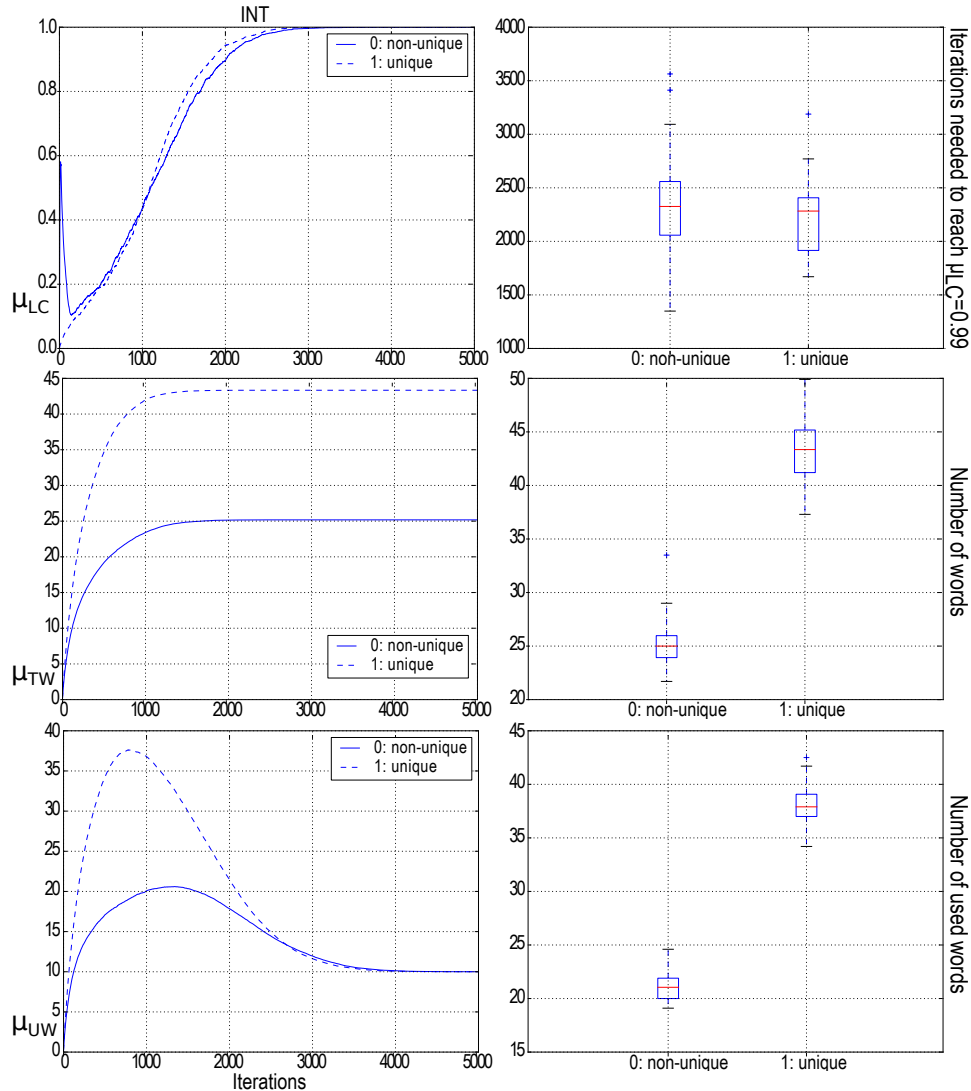 INT
0: non-unique
1: unique
1.0
0.8
0.6
0.4
0.2
0.0
μLC
0 1000 2000 3000 4000 5000
4000
3500
3000
2500
2000
1500
1000
0: non-unique 1: unique
Iterations needed to reach μLC=0.99
45
40
35
30
25
20
15
10
5
0
μTW
0: non-unique
1: unique
0 1000 2000 3000 4000 5000
50
45
40
35
30
25
20
0: non-unique 1: unique
Number of words
40
35
30
25
20
15
10
5
0
μUW
0: non-unique
1: unique
0 1000 2000 3000 4000 5000
Iterations
45
40
35
30
25
20
15
0: non-unique 1: unique
Number of used words